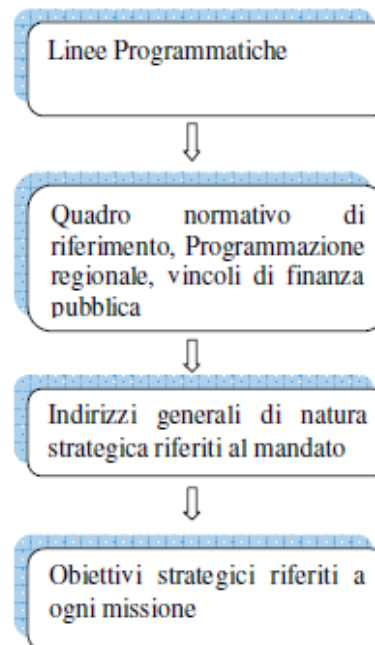 Linee Programmatiche
Quadro normativo di
riferimento, Programmazione
regionale, vincoli di finanza
pubblica
Indirizzi generali di natura
strategica riferiti al mandato
Obiettivi strategici riferiti a
ogni missione